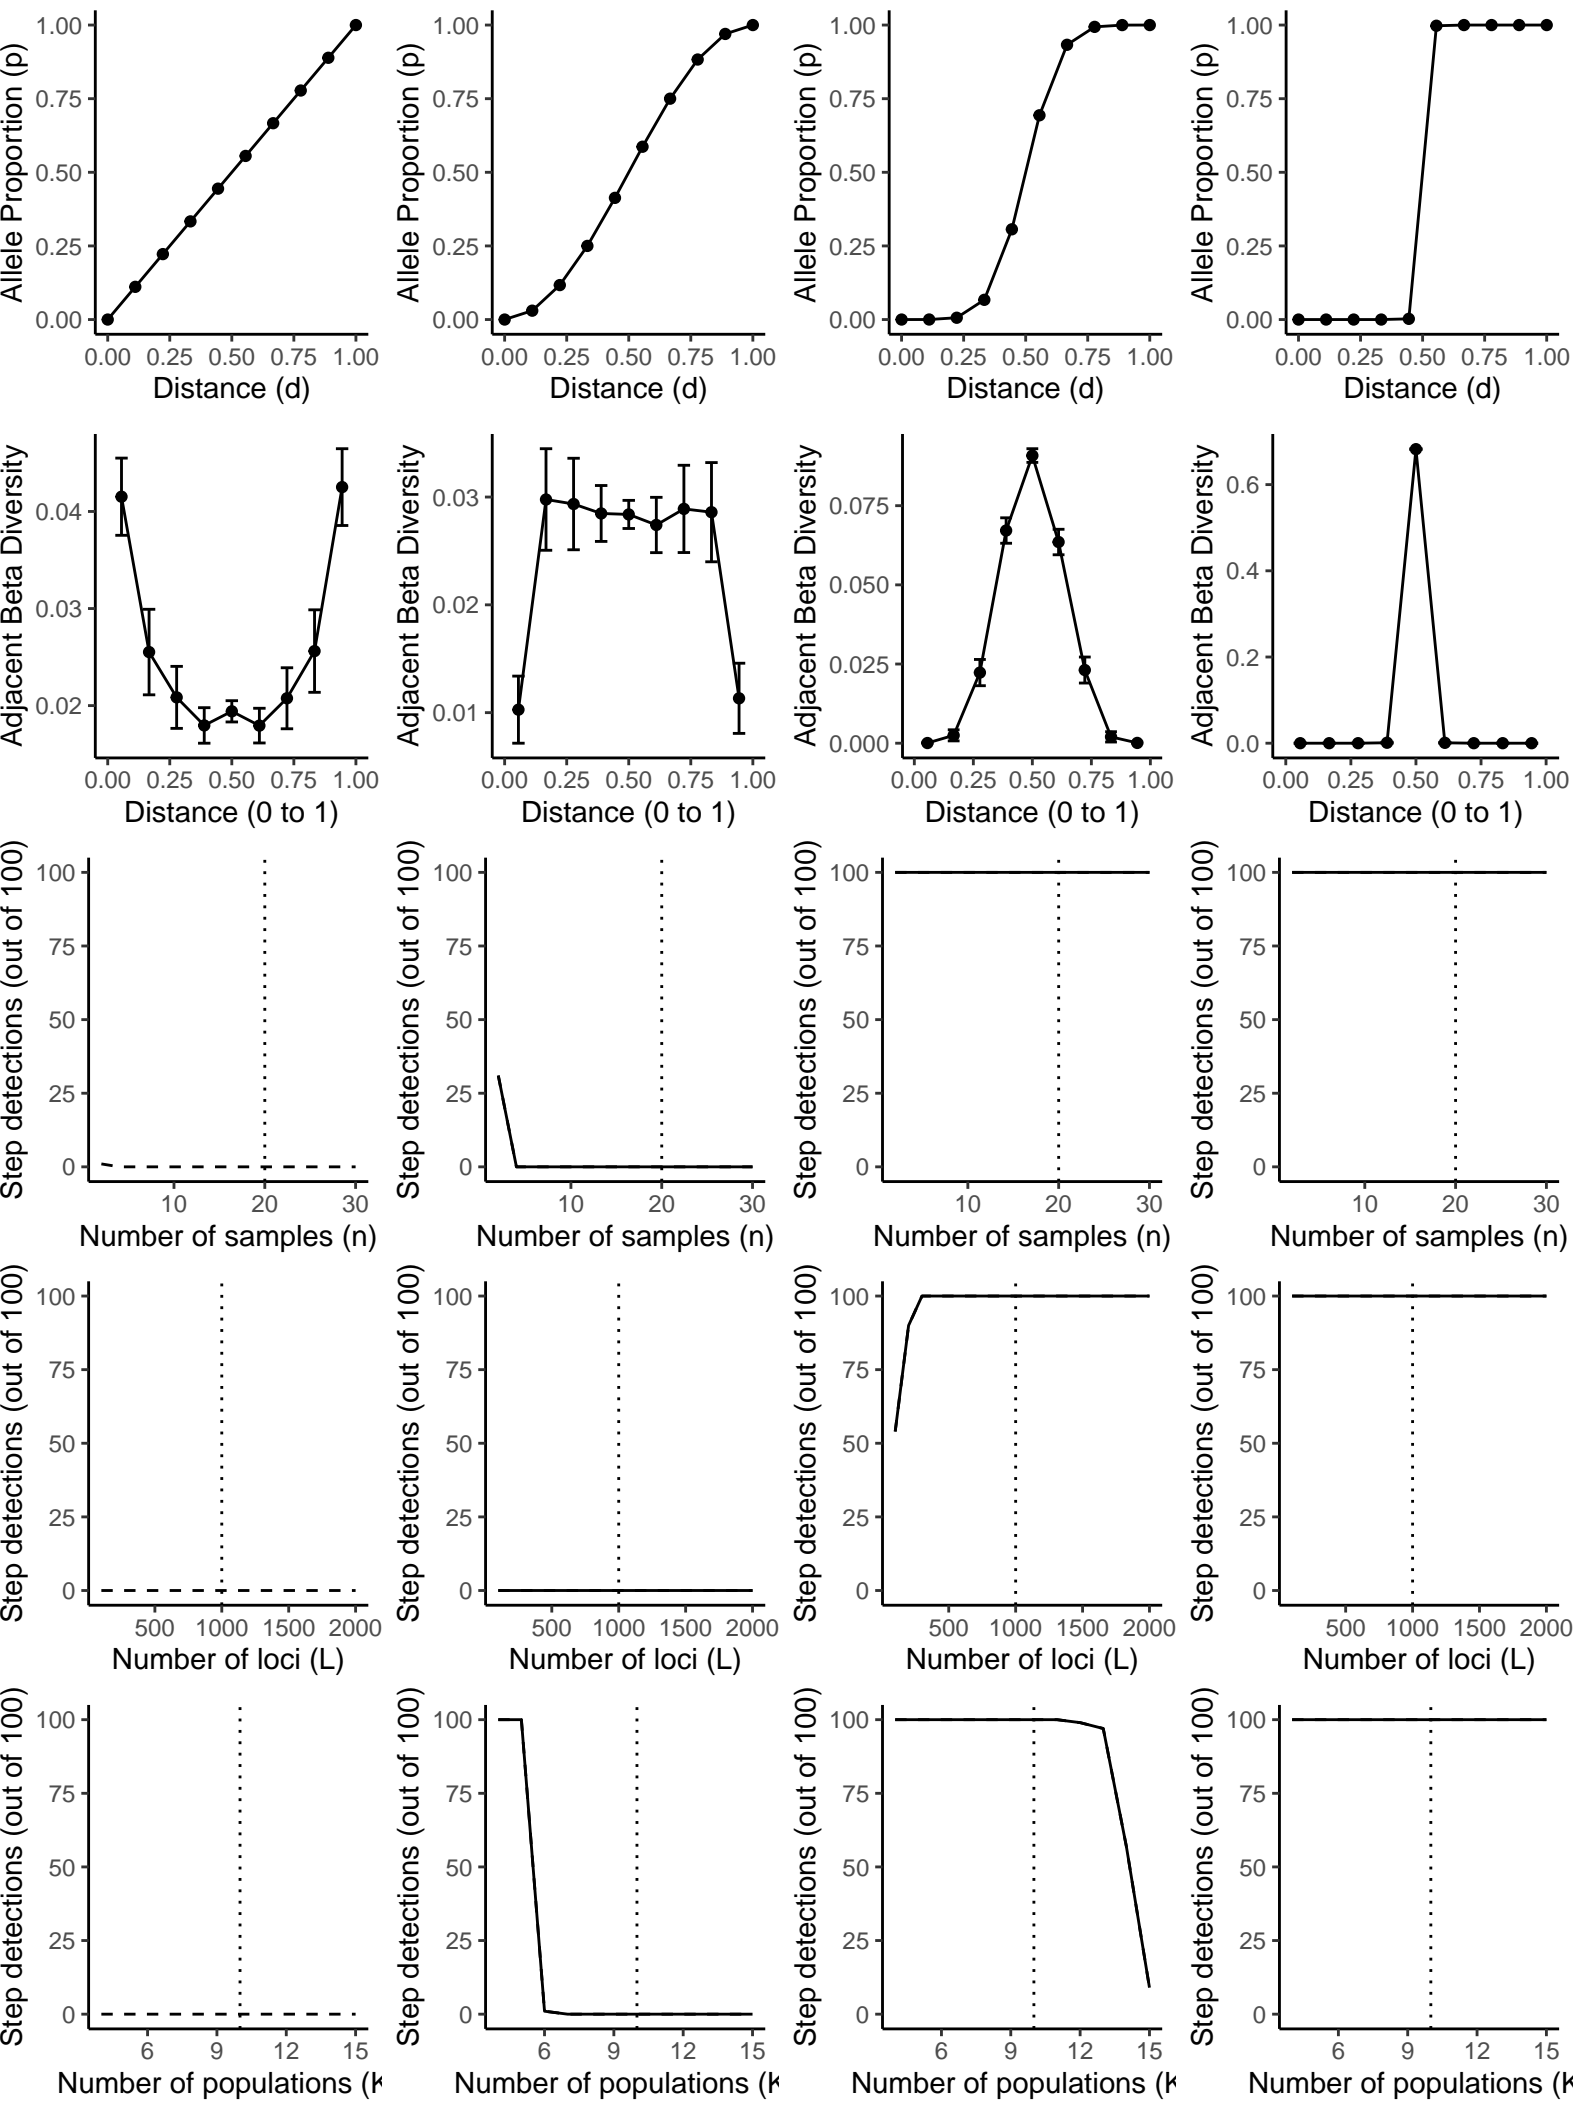 Allele Proportion (p)
1.00
0.75
0.50
0.25
0.00
0.00 0.25 0.50 0.75 1.00
Distance (d)
Allele Proportion (p)
1.00
0.75
0.50
0.25
0.00
0.00 0.25 0.50 0.75 1.00
Distance (d)
Allele Proportion (p)
1.00
0.75
0.50
0.25
0.00
0.00 0.25 0.50 0.75 1.00
Distance (d)
Allele Proportion (p)
1.00
0.75
0.50
0.25
0.00
0.00 0.25 0.50 0.75 1.00
Distance (d)
Adjacent Beta Diversity
0.04
0.03
0.02
0.00 0.25 0.50 0.75 1.00
Distance (0 to 1)
Adjacent Beta Diversity
0.03
0.02
0.01
0.00 0.25 0.50 0.75 1.00
Distance (0 to 1)
Adjacent Beta Diversity
0.075
0.050
0.025
0.000
0.00 0.25 0.50 0.75 1.00
Distance (0 to 1)
Adjacent Beta Diversity
0.6
0.4
0.2
0.0
0.00 0.25 0.50 0.75 1.00
Distance (0 to 1)
Step detections (out of 100)
100
75
50
25
0
10 20 30
Number of samples (n)
Step detections (out of 100)
100
75
50
25
0
10 20 30
Number of samples (n)
Step detections (out of 100)
100
75
50
25
0
10 20 30
Number of samples (n)
Step detections (out of 100)
100
75
50
25
0
10 20 30
Number of samples (n)
Step detections (out of 100)
100
75
50
25
0
500 1000 1500 2000
Number of loci (L)
Step detections (out of 100)
100
75
50
25
0
500 1000 1500 2000
Number of loci (L)
Step detections (out of 100)
100
75
50
25
0
500 1000 1500 2000
Number of loci (L)
Step detections (out of 100)
100
75
50
25
0
500 1000 1500 2000
Number of loci (L)
Step detections (out of 100)
100
75
50
25
0
6 9 12 15
Number of populations (K
Step detections (out of 100)
100
75
50
25
0
6 9 12 15
Number of populations (K
Step detections (out of 100)
100
75
50
25
0
6 9 12 15
Number of populations (K
Step detections (out of 100)
100
75
50
25
0
6 9 12 15
Number of populations (K